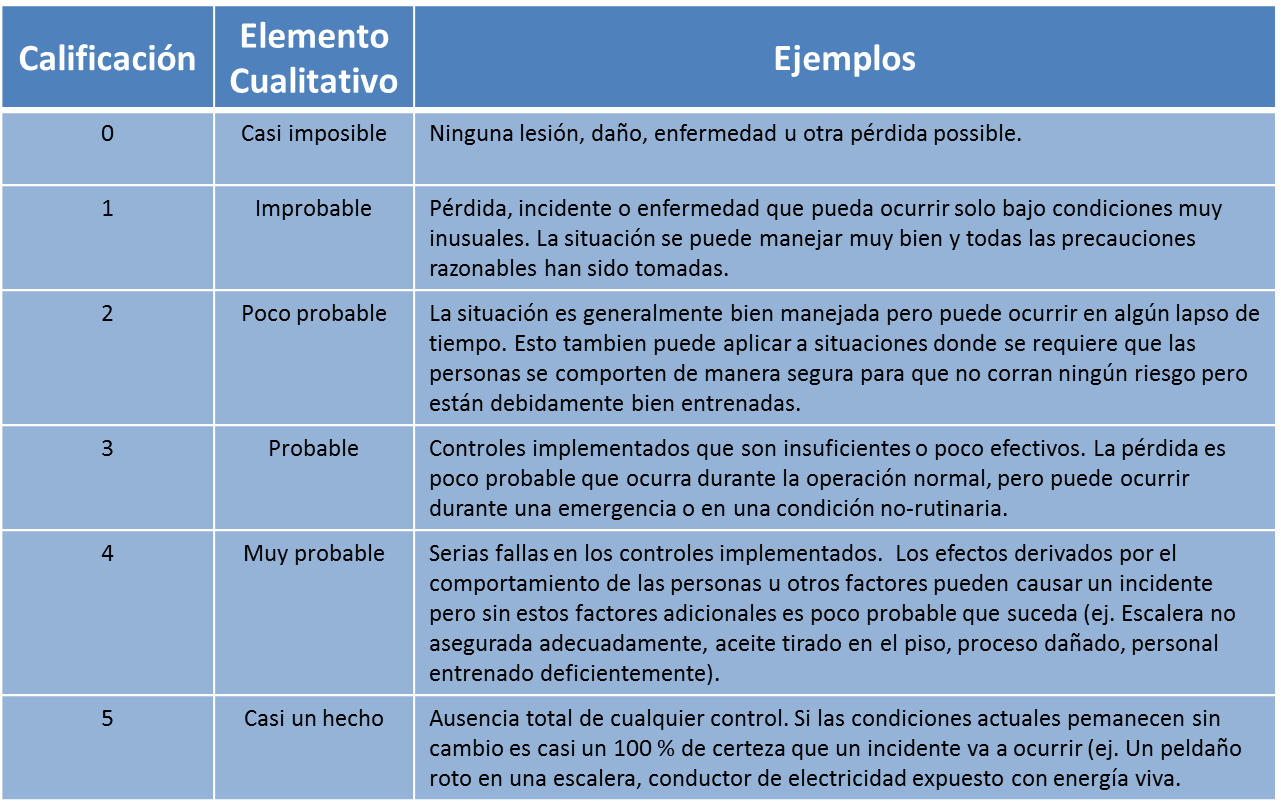 Calificación
Elemento
Cualitativo
Ejemplos
0
Casi imposible
Ninguna lesión, daño, enfermedad u otra pérdida possible.
1
Improbable
Pérdida, incidente o enfermedad que pueda ocurrir solo bajo condiciones muy
inusuales. La situación se puede manejar muy bien y todas las precauciones
razonables han sido tomadas.
2
Poco probable
La situación es generalmente bien manejada pero puede ocurrir en algún lapso de
tiempo. Esto tambien puede aplicar a situaciones donde se requiere que las
personas se comporten de manera segura para que no corran ningún riesgo pero
están debidamente bien entrenadas.
3
Probable
Controles implementados que son insuficientes o poco efectivos. La pérdida es
poco probable que ocurra durante la operación normal, pero puede ocurrir
durante una emergencia o en una condición no-rutinaria.
4
Muy probable
Serias fallas en los controles implementados.  Los efectos derivados por el
comportamiento de las personas u otros factores pueden causar un incidente
pero sin estos factores adicionales es poco probable que suceda (ej. Escalera no
asegurada adecuadamente, aceite tirado en el piso, proceso dañado, personal
entrenado deficientemente).
5
Casi un hecho
Ausencia total de cualquier control. Si las condiciones actuales pemanecen sin
cambio es casi un 100 % de certeza que un incidente va a ocurrir (ej. Un peldaño
roto en una escalera, conductor de electricidad expuesto con energía viva.